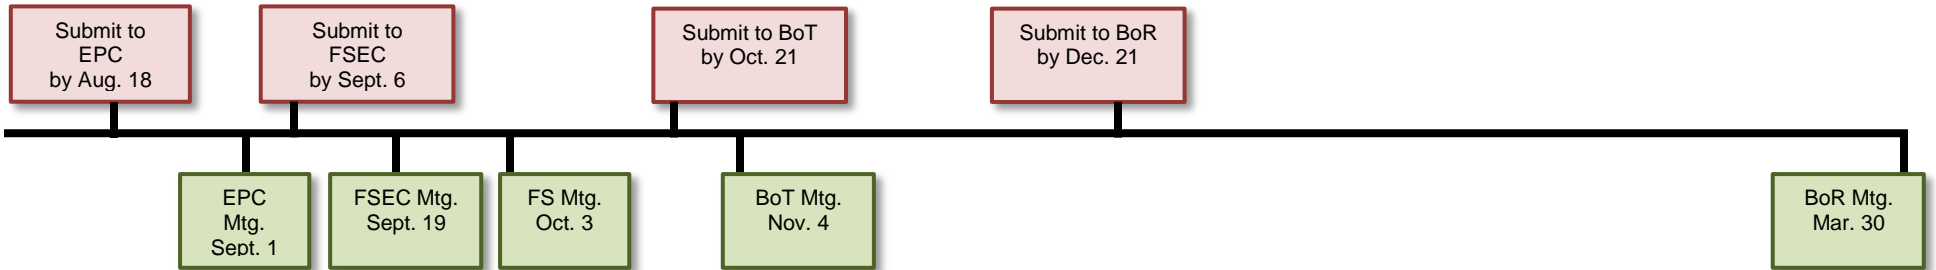 Submit to
EPC
by Aug. 18
Submit to
FSEC
by Sept. 6
Submit to BoT
by Oct. 21
Submit to BoR
by Dec. 21
EPC
Mtg.
Sept. 1
FSEC Mtg.
Sept. 19
FS Mtg.
Oct. 3
BoT Mtg.
Nov. 4
BoR Mtg.
Mar. 30